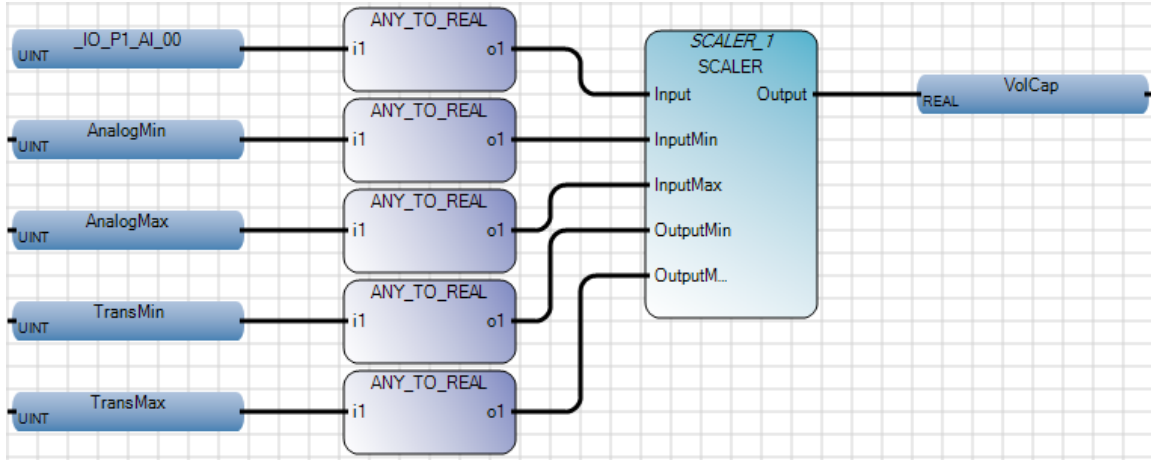 _IO_P1_AI_00
UINT
ANY_TO_REAL
i1 o1
AnalogMin
UINT
ANY_TO_REAL
i1 o1
AnalogMax
UINT
ANY_TO_REAL
i1 o1
TransMin
UINT
ANY_TO_REAL
i1 o1
TransMax
UINT
ANY_TO_REAL
i1 o1
SCALER_1
SCALER
Input Output
InputMin
InputMax
OutputMin
OutputM...
VolCap
REAL